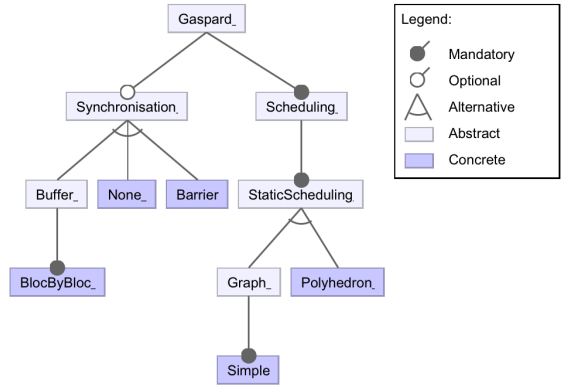 Gaspard_
Legend:
Mandatory
Optional
Alternative
Abstract
Concrete
Synchronisation_
Scheduling_
Buffer_
None_
Barrier
StaticScheduling_
BlocByBloc_
Graph_
Polyhedron_
Simple